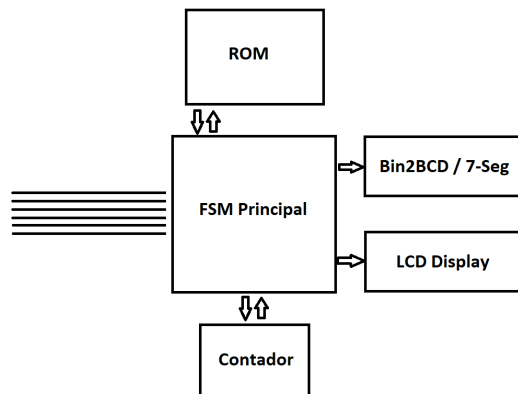 ROM
FSM Principal
Bin2BCD / 7-Seg
LCD Display
Contador